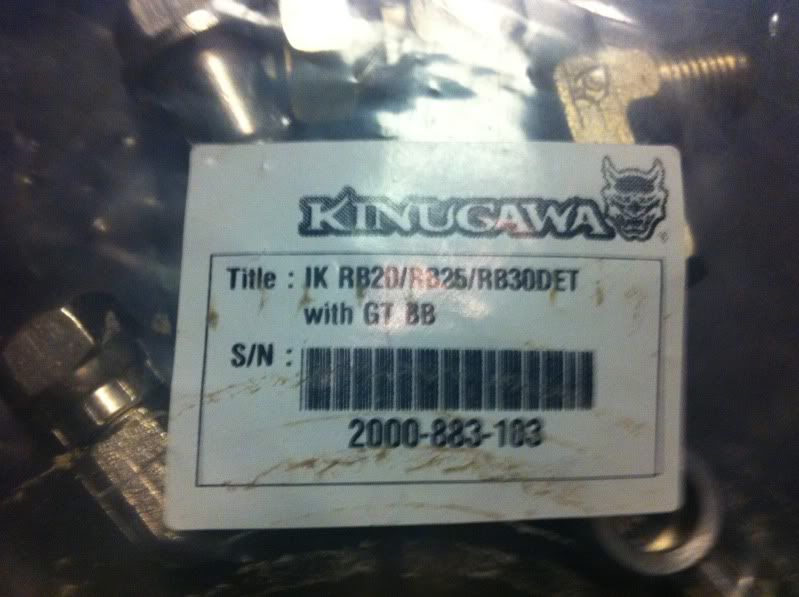 KINUGAWA
Title : IK RB20/RB25/RB30DET
with GT BB
S/N :
2000-883-103